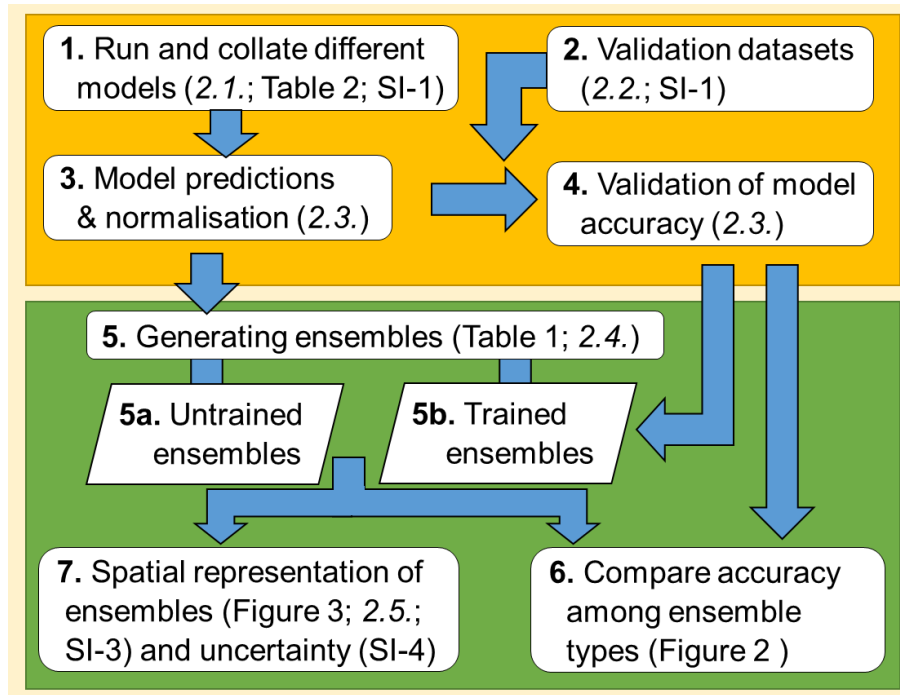 1. Run and collate different
models (2.1.; Table 2; SI-1)
2. Validation datasets
(2.2.; SI-1)
3. Model predictions
& normalisation (2.3.)
4. Validation of model
accuracy (2.3.)
5. Generating ensembles (Table 1; 2.4.)
5a. Untrained
ensembles
5b. Trained
ensembles
7. Spatial representation of
ensembles (Figure 3; 2.5.;
SI-3) and uncertainty (SI-4)
6. Compare accuracy
among ensemble
types (Figure 2 )